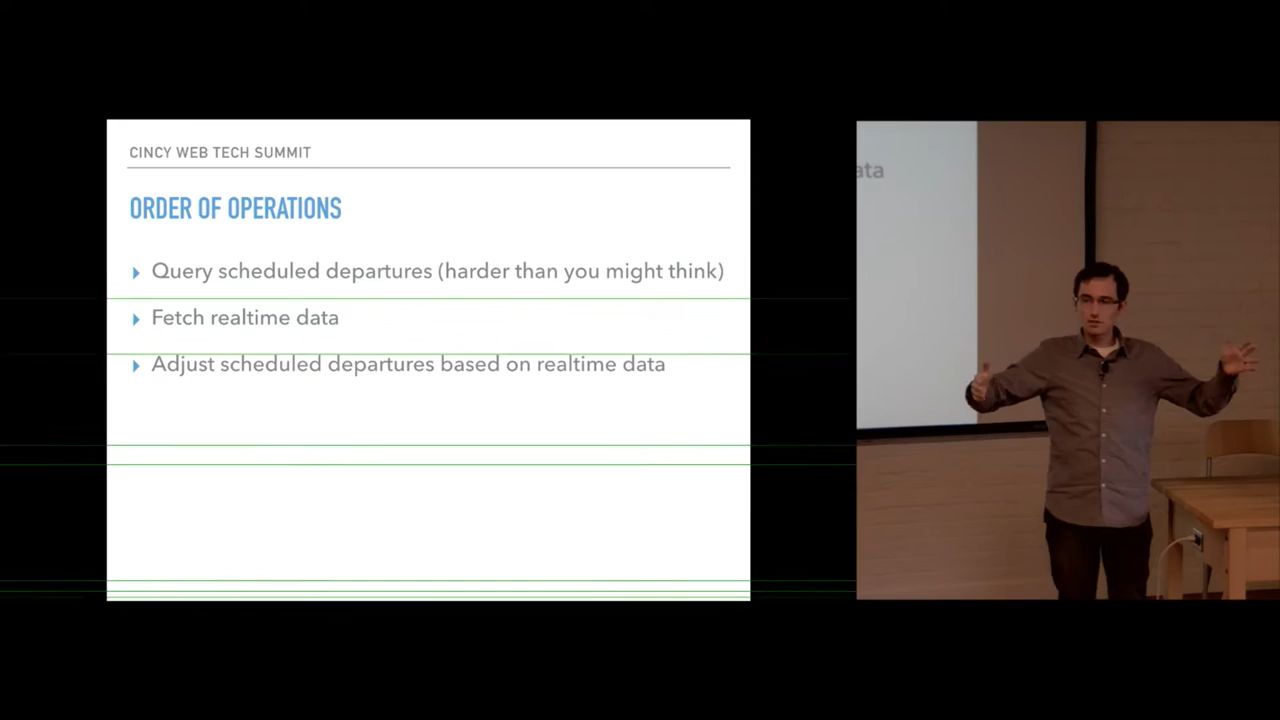 CINCY WEB TECH SUMMIT
ORDER OF OPERATIONS
Query scheduled departures (harder than you might think)
Fetch realtime data
Adjust scheduled departures based on realtime data
ata